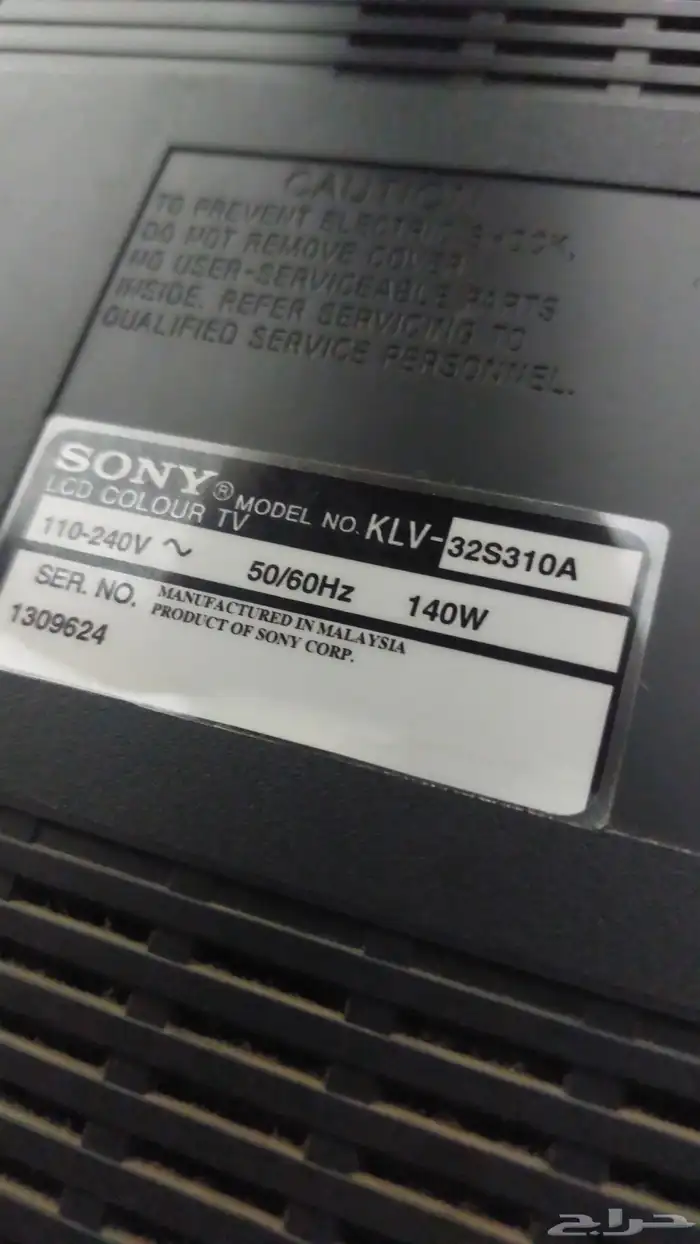 CAUTION
TO PREVENT ELECTRIC SHOCK,
DO NOT REMOVE COVER.
NO USER-SERVICEABLE PARTS
INSIDE. REFER SERVICING TO
QUALIFIED SERVICE PERSONNEL.
SONY® MODEL NO. KLV-32S310A
LCD COLOUR TV
110-240V ~ 50/60Hz 140W
SER. NO. MANUFACTURED IN MALAYSIA
PRODUCT OF SONY CORP.
1309624
حراج